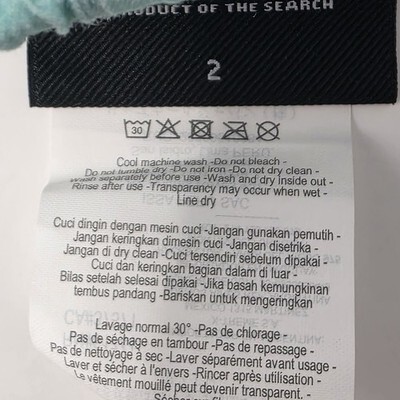 PRODUCT OF THE SEARCH
2
30
Cool machine wash -Do not bleach -
Do not tumble dry -Do not iron -Do not dry clean -
Wash separately before use -Wash and dry inside out -
Rinse after use -Transparency may occur when wet -
Line dry
Cuci dingin dengan mesin cuci -Jangan gunakan pemutih -
Jangan keringkan dimesin cuci -Jangan disetrika -
Jangan di dry clean -Cuci tersendiri sebelum dipakai -
Cuci dan keringkan bagian dalam di luar -
Bilas setelah selesai dipakai -Jika basah kemungkinan
tembus pandang -Bariskan untuk mengeringkan
Lavage normal 30° -Pas de chlorage -
Pas de séchage en tambour -Pas de repassage -
Pas de nettoyage à sec -Laver séparément avant usage -
Laver et sécher à l'envers -Rincer après utilisation -
Le vêtement mouillé peut devenir transparent. -
Sécher sur